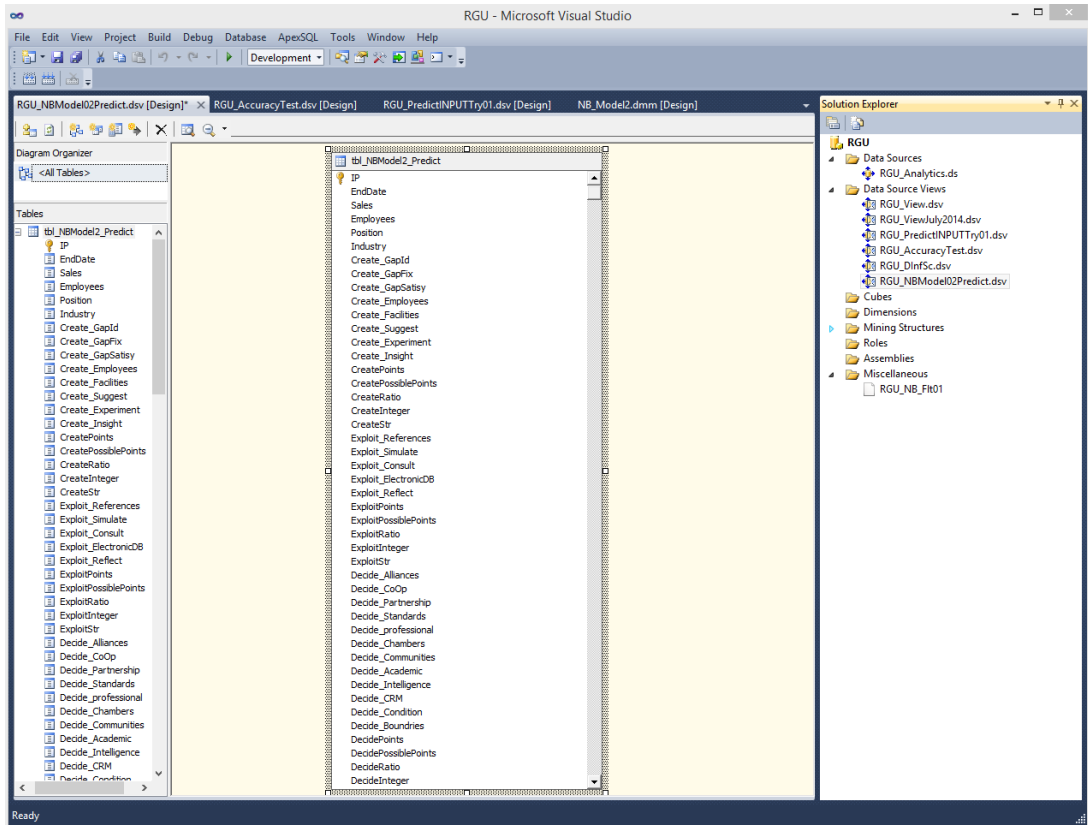 RGU - Microsoft Visual Studio
File Edit View Project Build Debug Database ApexSQL Tools Window Help
Development
RGU_NBModel02Predict.dsv [Design]* RGU_AccuracyTest.dsv [Design] RGU_PredictINPUTTry01.dsv [Design] NB_Model2.dmm [Design]
Diagram Organizer
<All Tables>
Tables
tbl_NBModel2_Predict
IP
EndDate
Sales
Employees
Position
Industry
Create_GapId
Create_GapFix
Create_GapSatisy
Create_Employees
Create_Facilities
Create_Suggest
Create_Experiment
Create_Insight
CreatePoints
CreatePossiblePoints
CreateRatio
CreateInteger
CreateStr
Exploit_References
Exploit_Simulate
Exploit_Consult
Exploit_ElectronicDB
Exploit_Reflect
ExploitPoints
ExploitPossiblePoints
ExploitRatio
ExploitInteger
ExploitStr
Decide_Alliances
Decide_CoOp
Decide_Partnership
Decide_Standards
Decide_professional
Decide_Chambers
Decide_Communities
Decide_Academic
Decide_Intelligence
Decide_CRM
Decide_Condition
tbl_NBModel2_Predict
IP
EndDate
Sales
Employees
Position
Industry
Create_GapId
Create_GapFix
Create_GapSatisy
Create_Employees
Create_Facilities
Create_Suggest
Create_Experiment
Create_Insight
CreatePoints
CreatePossiblePoints
CreateRatio
CreateInteger
CreateStr
Exploit_References
Exploit_Simulate
Exploit_Consult
Exploit_ElectronicDB
Exploit_Reflect
ExploitPoints
ExploitPossiblePoints
ExploitRatio
ExploitInteger
ExploitStr
Decide_Alliances
Decide_CoOp
Decide_Partnership
Decide_Standards
Decide_professional
Decide_Chambers
Decide_Communities
Decide_Academic
Decide_Intelligence
Decide_CRM
Decide_Condition
Decide_Boundries
DecidePoints
DecidePossiblePoints
DecideRatio
DecideInteger
Solution Explorer
RGU
Data Sources
RGU_Analytics.ds
Data Source Views
RGU_View.dsv
RGU_ViewJuly2014.dsv
RGU_PredictINPUTTry01.dsv
RGU_AccuracyTest.dsv
RGU_DInfSc.dsv
RGU_NBModel02Predict.dsv
Cubes
Dimensions
Mining Structures
Roles
Assemblies
Miscellaneous
RGU_NB_Flt01
Ready